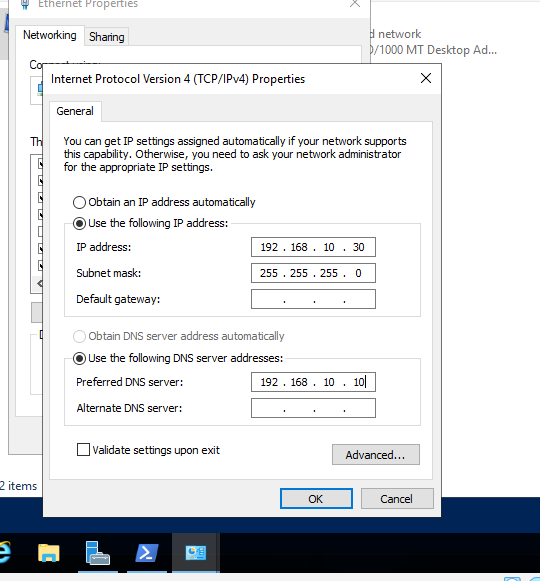 Ethernet Properties
Networking
Sharing
d network
0/1000 MT Desktop Ad...
Internet Protocol Version 4 (TCP/IPv4) Properties
General
You can get IP settings assigned automatically if your network supports
this capability. Otherwise, you need to ask your network administrator
for the appropriate IP settings.
Obtain an IP address automatically
Use the following IP address:
IP address: 192 . 168 . 10 . 30
Subnet mask: 255 . 255 . 255 . 0
Default gateway: . . .
Obtain DNS server address automatically
Use the following DNS server addresses:
Preferred DNS server: 192 . 168 . 10 . 10
Alternate DNS server: . . .
Validate settings upon exit
Advanced...
2 items
OK
Cancel